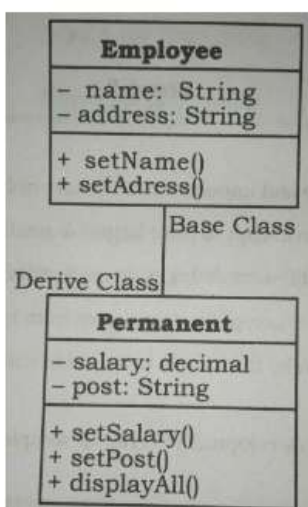 Employee
– name: String
– address: String
+ setName()
+ setAdress()
Base Class
Derive Class
Permanent
– salary: decimal
– post: String
+ setSalary()
+ setPost()
+ displayAll()